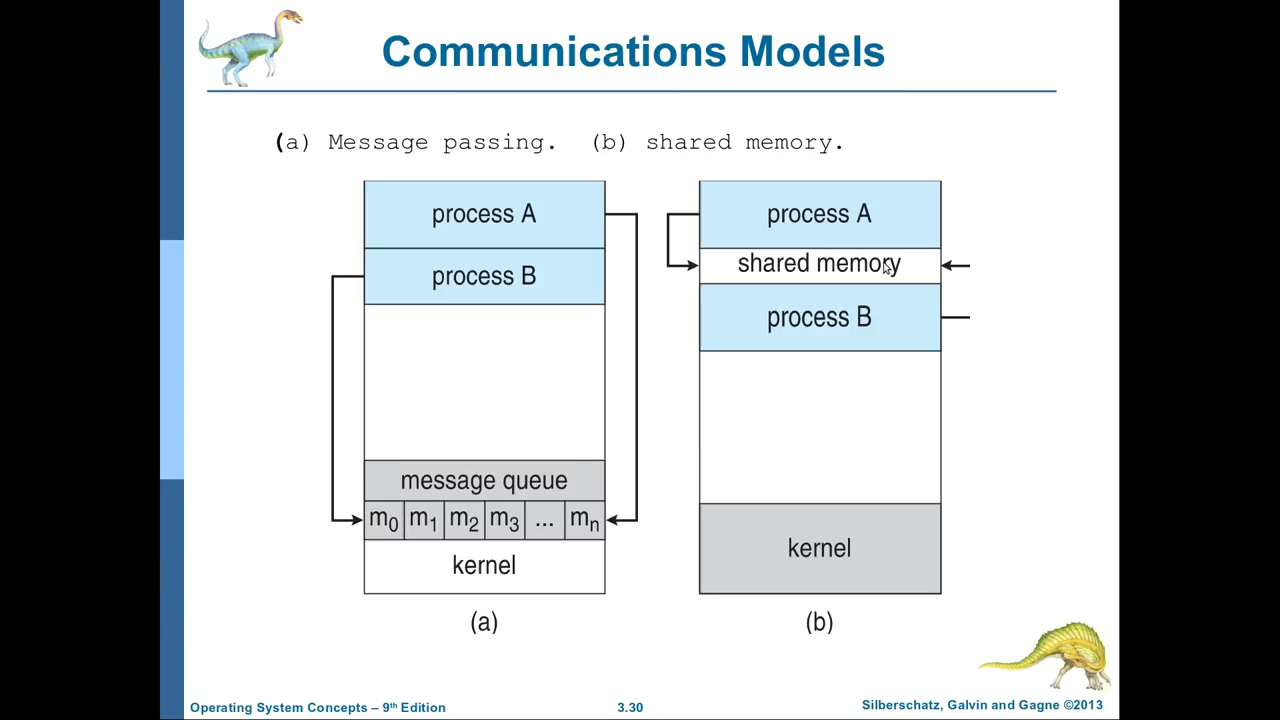 Communications Models
(a) Message passing. (b) shared memory.
process A
process B
message queue
m0 m1 m2 m3 ... mn
kernel
(a)
process A
shared memory
process B
kernel
(b)
Operating System Concepts – 9th Edition
3.30
Silberschatz, Galvin and Gagne ©2013